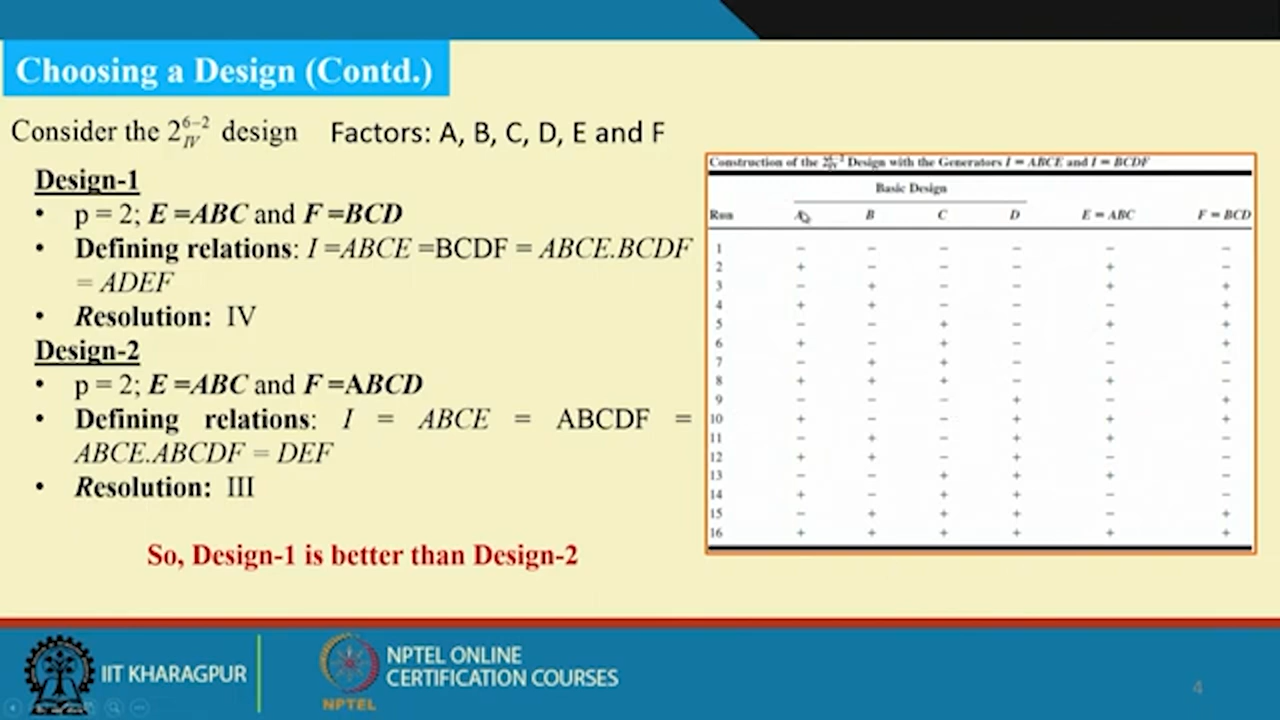 Choosing a Design (Contd.)
Consider the 2_{IV}^{6–2} design Factors: A, B, C, D, E and F
Design-1
• p = 2; E =ABC and F =BCD
• Defining relations: I =ABCE =BCDF = ABCE.BCDF
= ADEF
• Resolution: IV
Design-2
• p = 2; E =ABC and F =ABCD
• Defining relations: I = ABCE = ABCDF =
ABCE.ABCDF = DEF
• Resolution: III
So, Design-1 is better than Design-2
Construction of the 2_{IV}^{6–2} Design with the Generators I = ABCE and I = BCDF
Basic Design
Run A B C D E = ABC F = BCD
1 – – – – – –
2 + – – – + –
3 – + – – + +
4 + + – – – +
5 – – + – + +
6 + – + – – +
7 – + + – – –
8 + + + – + –
9 – – – + – +
10 + – – + + +
11 – + – + + –
12 + + – + – –
13 – – + + + –
14 + – + + – –
15 – + + + – +
16 + + + + + +
IIT KHARAGPUR
NPTEL
NPTEL ONLINE
CERTIFICATION COURSES
4